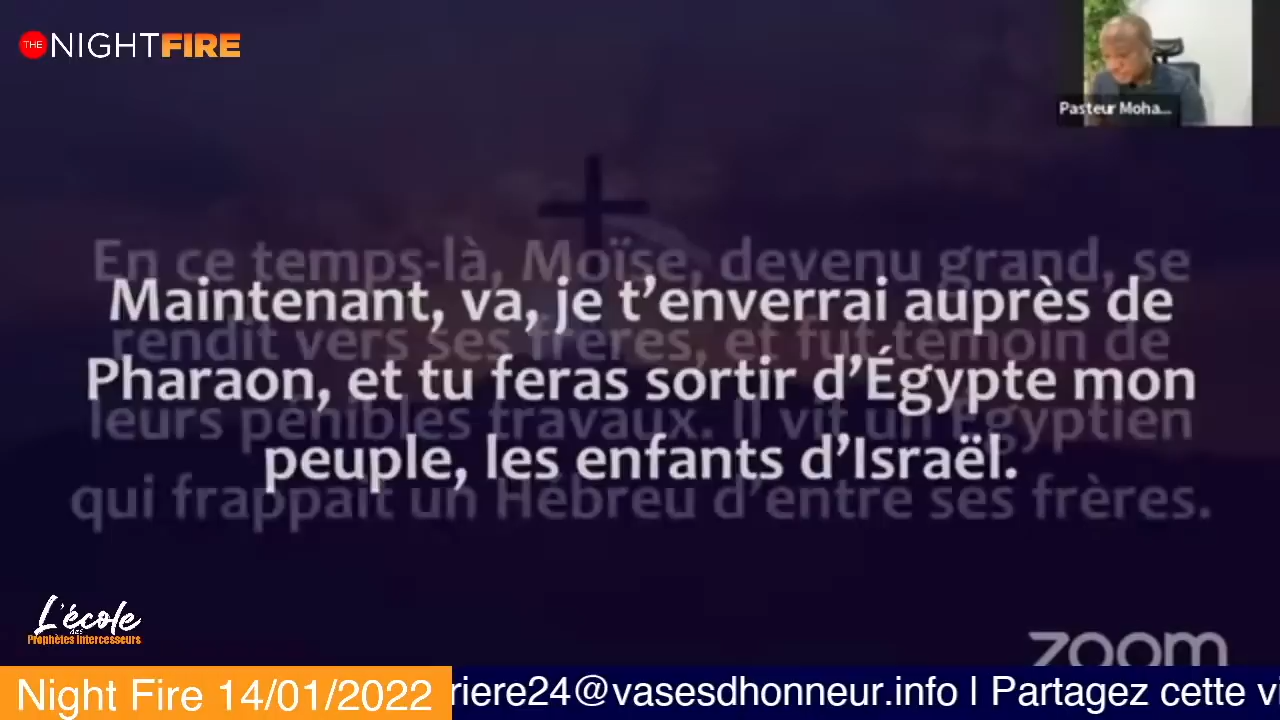 THE NIGHTFIRE
Pasteur Moha...
En ce temps-là, Moïse, devenu grand, se
Maintenant, va, je t’enverrai auprès de
rendit vers ses frères, et fut témoin de
Pharaon, et tu feras sortir d’Égypte mon
leurs pénibles travaux. Il vit un Égyptien
peuple, les enfants d’Israël.
qui frappait un Hébreu d’entre ses frères.
L'école
des
Prophètes Intercesseurs
zoom
Night Fire 14/01/2022
riere24@vasesdhonneur.info | Partagez cette vi